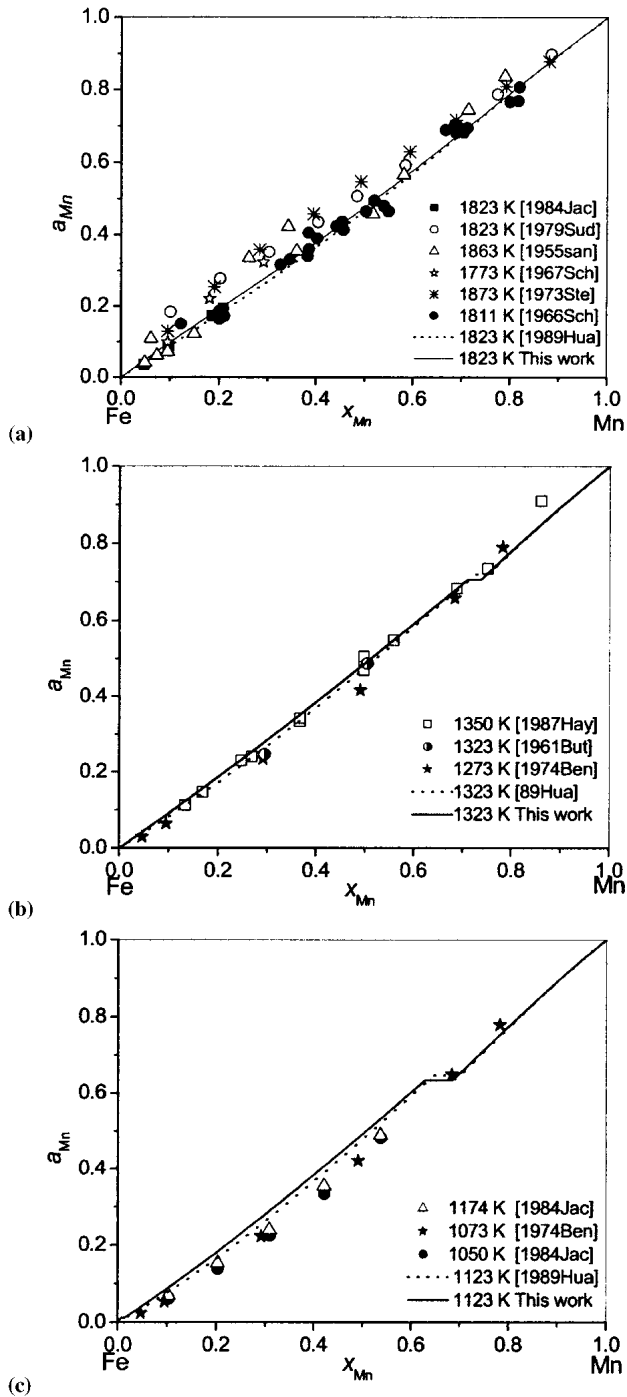 1.0
0.8
0.6
0.4
0.2
0.0
a_Mn
1823 K [1984Jac]
1823 K [1979Sud]
1863 K [1955san]
1773 K [1967Sch]
1873 K [1973Ste]
1811 K [1966Sch]
1823 K [1989Hua]
1823 K This work
0.0 0.2 0.4 0.6 0.8 1.0
Fe x_Mn Mn
(a)
1.0
0.8
0.6
0.4
0.2
0.0
a_Mn
1350 K [1987Hay]
1323 K [1961But]
1273 K [1974Ben]
1323 K [89Hua]
1323 K This work
0.0 0.2 0.4 0.6 0.8 1.0
Fe x_Mn Mn
(b)
1.0
0.8
0.6
0.4
0.2
0.0
a_Mn
1174 K [1984Jac]
1073 K [1974Ben]
1050 K [1984Jac]
1123 K [1989Hua]
1123 K This work
0.0 0.2 0.4 0.6 0.8 1.0
Fe x_Mn Mn
(c)